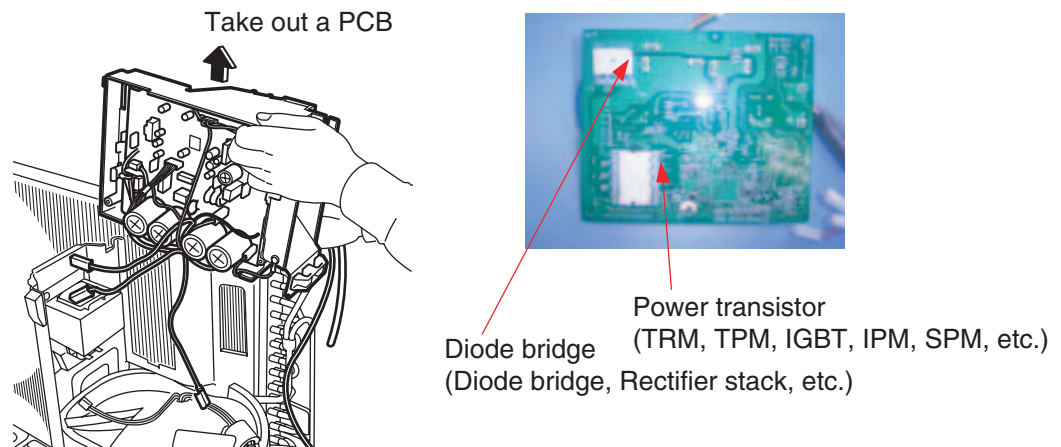 Take out a PCB
Power transistor
(TRM, TPM, IGBT, IPM, SPM, etc.)
Diode bridge
(Diode bridge, Rectifier stack, etc.)